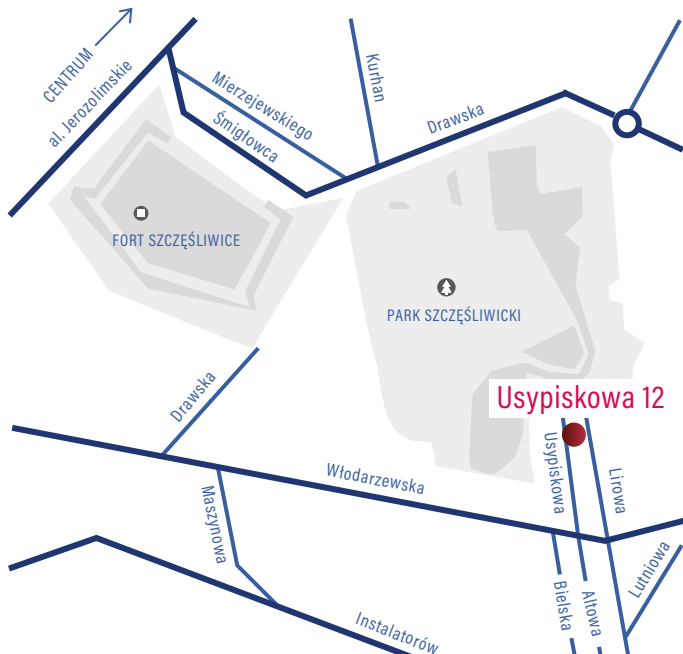 CENTRUM
al. Jerozolimskie
Mierzejewskiego
Śmigłowca
Kurhan
Drawska
FORT SZCZĘŚLIWICE
PARK SZCZĘŚLIWICKI
Drawska
Usypiskowa 12
Usypiskowa
Lirowa
Włodarzewska
Maszynowa
Bielska
Altowa
Lutniowa
Instalatorów